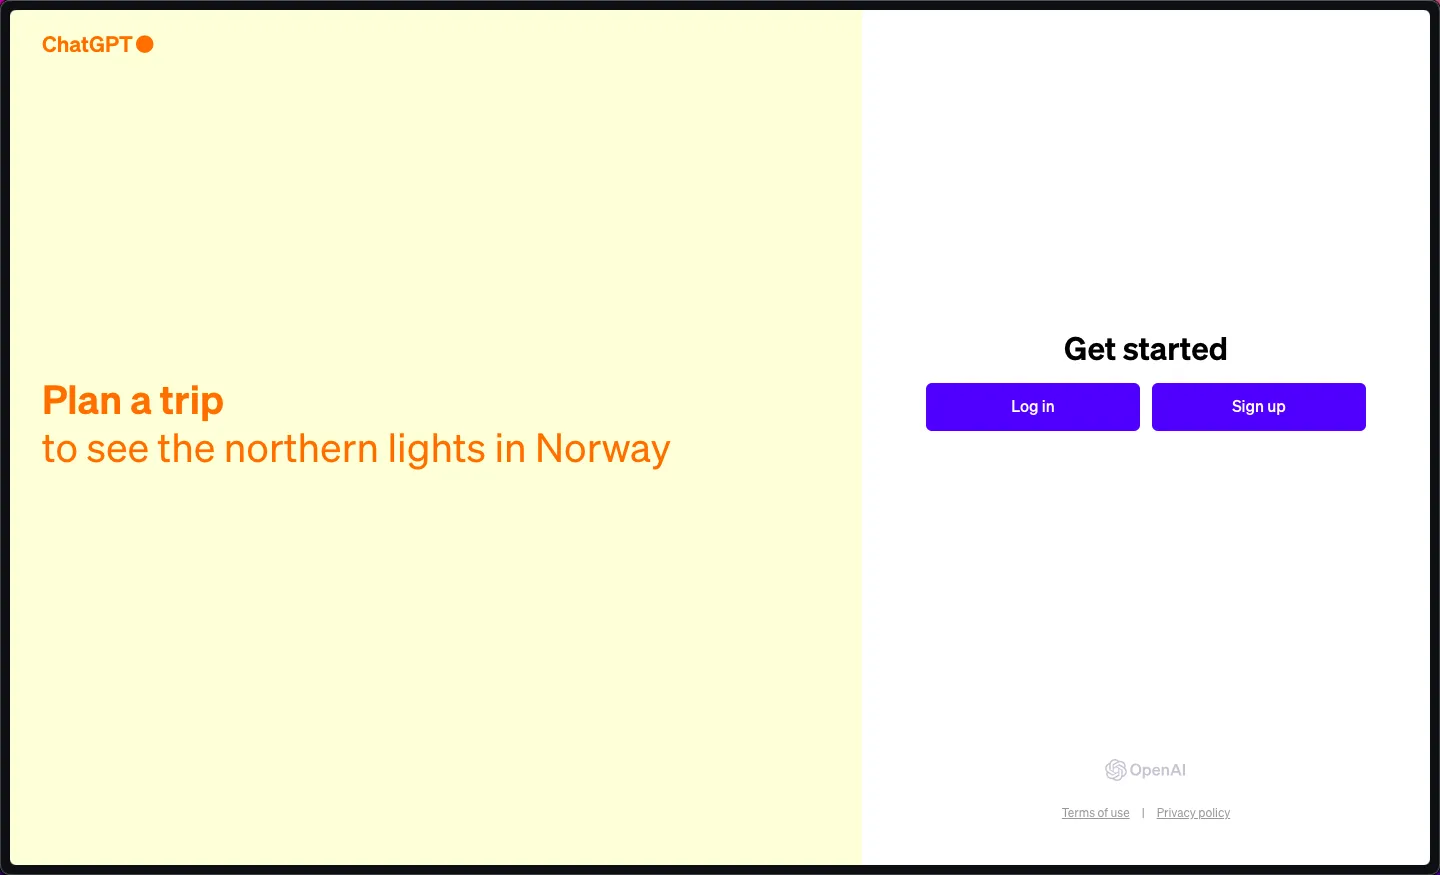 ChatGPT
Plan a trip
to see the northern lights in Norway
Get started
Log in
Sign up
OpenAI
Terms of use | Privacy policy